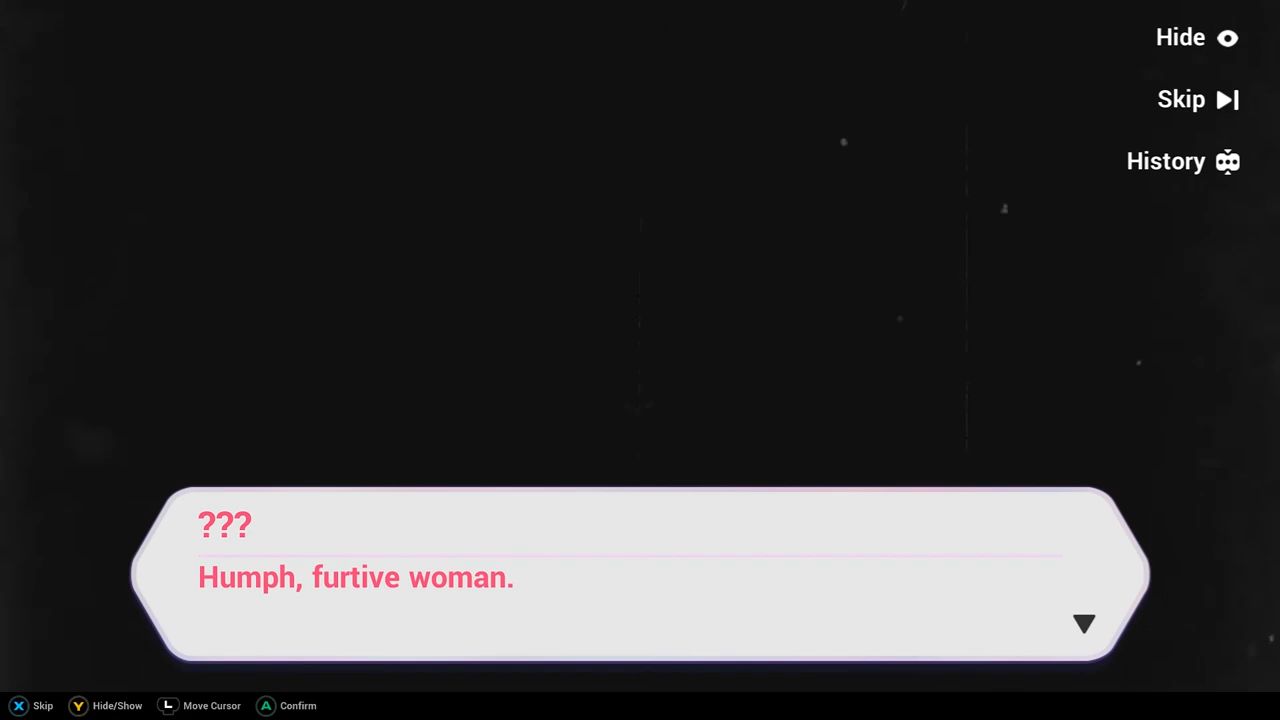 Hide
Skip
History
???
Humph, furtive woman.
X Skip Y Hide/Show L Move Cursor A Confirm